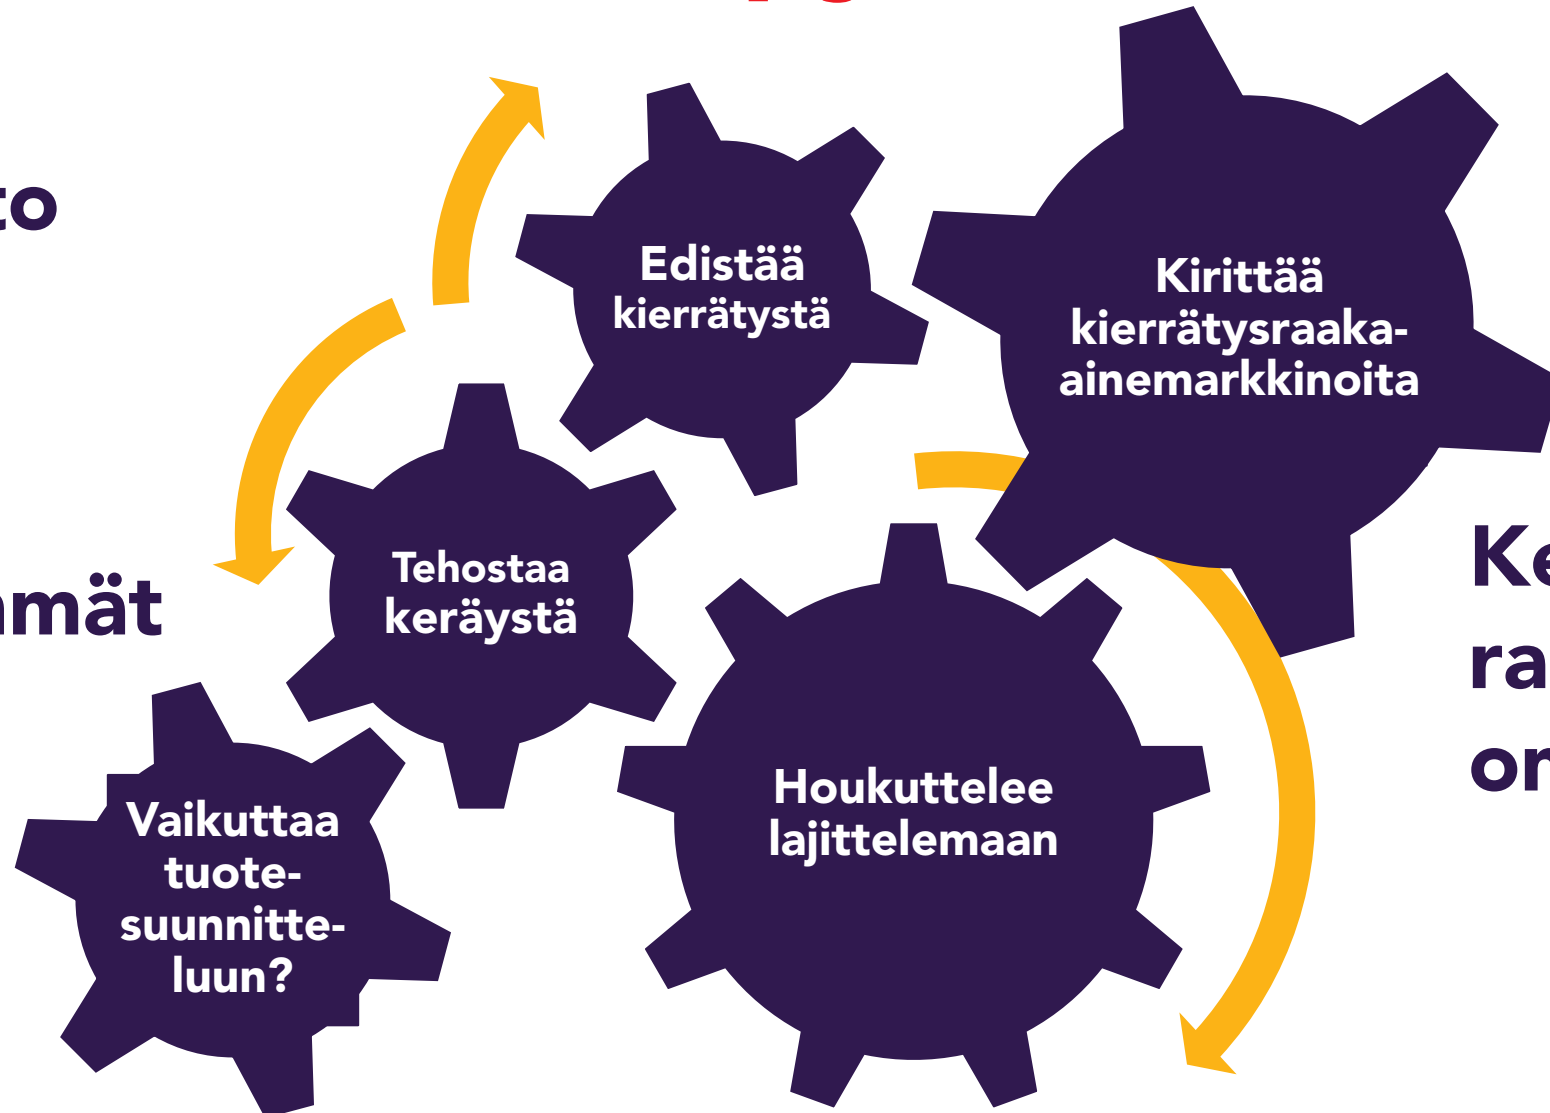 Edistää
kierrätystä
Kirittää
kierrätysraaka-
ainemarkkinoita
Tehostaa
keräystä
Houkuttelee
lajittelemaan
Vaikuttaa
tuote-
suunnitte-
luun?